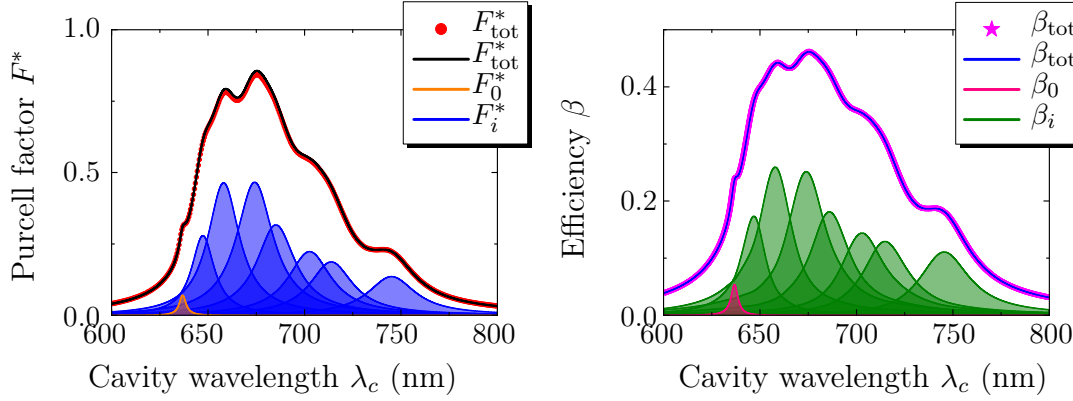 Purcell factor F*
1.0
0.5
0.0
600 650 700 750 800
Cavity wavelength λc (nm)
F*tot
F*tot
F*0
F*i
Efficiency β
0.4
0.2
0.0
600 650 700 750 800
Cavity wavelength λc (nm)
βtot
βtot
β0
βi